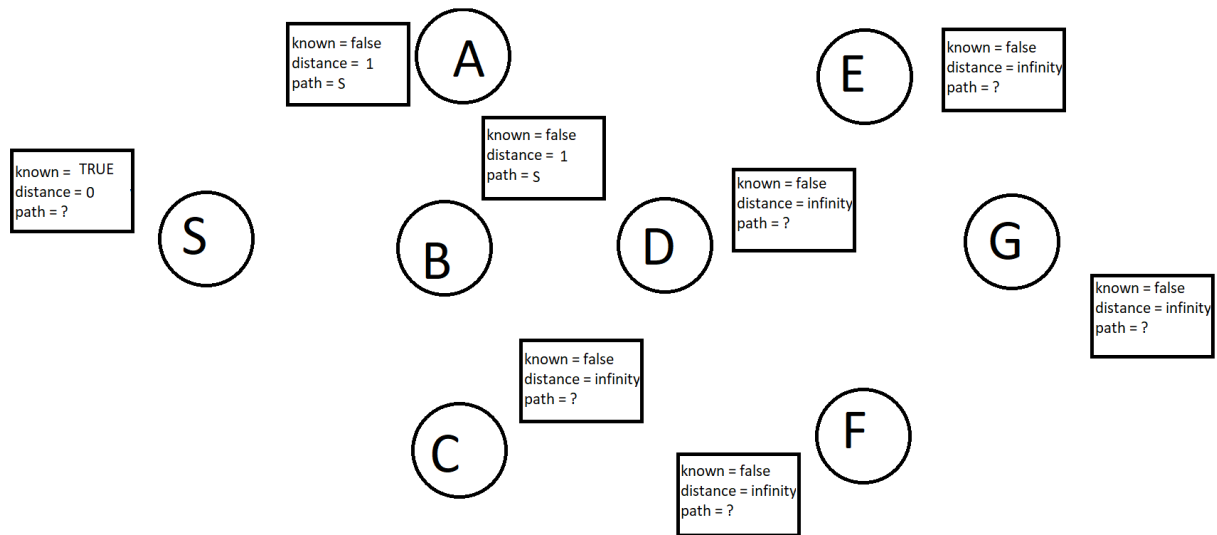 known = false
distance = 1
path = S
A
E
known = false
distance = infinity
path = ?
known = false
distance = 1
path = S
known = TRUE
distance = 0
path = ?
S
B
D
known = false
distance = infinity
path = ?
G
known = false
distance = infinity
path = ?
known = false
distance = infinity
path = ?
C
F
known = false
distance = infinity
path = ?